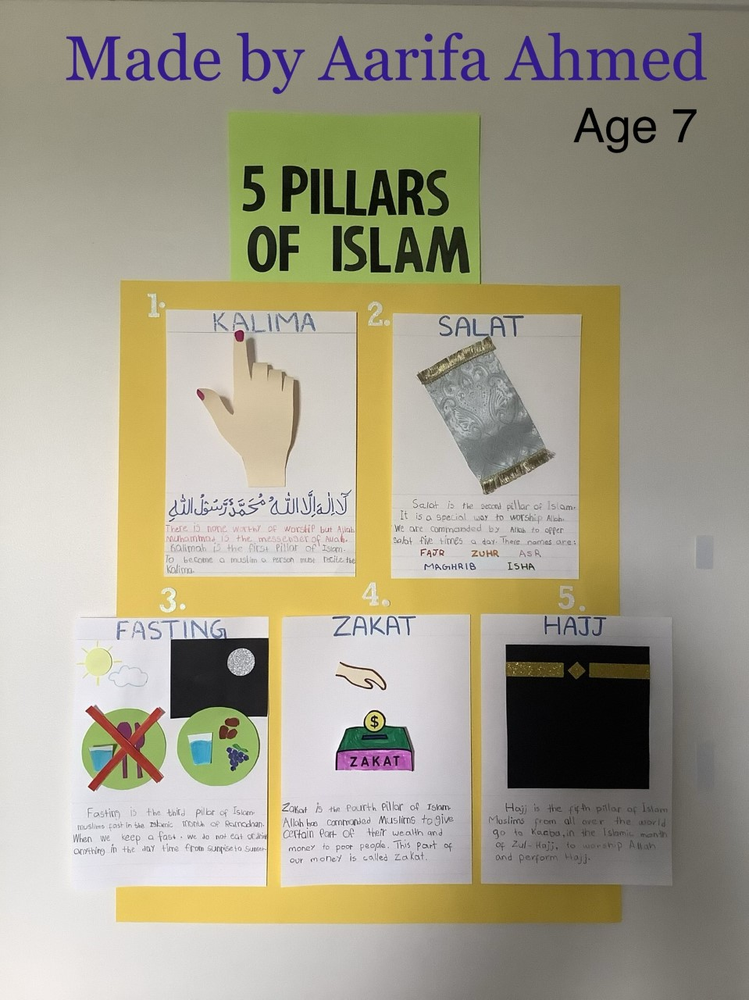 Made by Aarifa Ahmed
Age 7
5 PILLARS
OF ISLAM
1.
KALIMA
لَا اِلٰهَ اِلَّا اللّٰهُ مُحَمَّدٌ رَّسُوْلُ اللّٰهِ
There is none worthy of worship but Allah
Muhammad is the messenger of Allah.
Kalimah is the first pillar of Islam.
To become a muslim a person must recite the
Kalima.
2.
SALAT
Salat is the second pillar of Islam.
It is a special way to worship Allah.
We are commanded by Allah to offer
salat five times a day. There names are:
FAJR ZUHR ASR
MAGHRIB ISHA
3.
FASTING
Fasting is the third pillar of Islam.
muslims fast in the Islamic month of Ramadhan.
When we keep a fast, we do not eat or drink
anything in the day time from sunrise to sunset.
4.
ZAKAT
$
ZAKAT
Zakat is the fourth pillar of Islam.
Allah has commanded Muslims to give
certain part of their wealth and
money to poor people. This part of
our money is called Zakat.
5.
HAJJ
Hajj is the fifth pillar of Islam
Muslims from all over the world
go to Kaaba, in the Islamic month
of Zul-Hajj, to worship Allah
and perform Hajj.